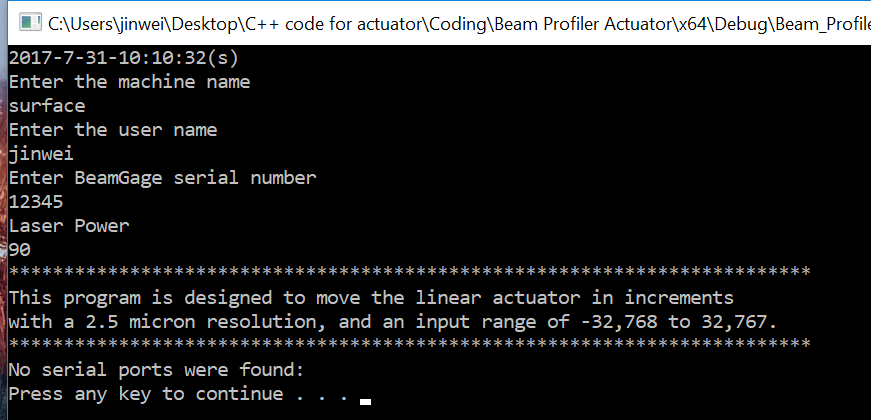 C:\Users\jinwei\Desktop\C++ code for actuator\Coding\Beam Profiler Actuator\x64\Debug\Beam_Profile
2017-7-31-10:10:32(s)
Enter the machine name
surface
Enter the user name
jinwei
Enter BeamGage serial number
12345
Laser Power
90
*************************************************************************
This program is designed to move the linear actuator in increments
with a 2.5 micron resolution, and an input range of -32,768 to 32,767.
*************************************************************************
No serial ports were found:
Press any key to continue . . .